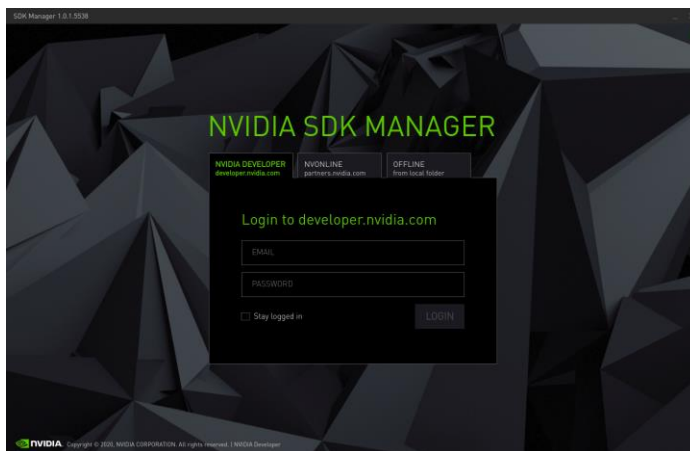 SDK Manager 1.0.1.5538
NVIDIA SDK MANAGER
NVIDIA DEVELOPER
developer.nvidia.com
NVONLINE
partners.nvidia.com
OFFLINE
from local folder
Login to developer.nvidia.com
EMAIL
PASSWORD
Stay logged in
LOGIN
NVIDIA. Copyright © 2020, NVIDIA CORPORATION. All rights reserved. | NVIDIA Developer